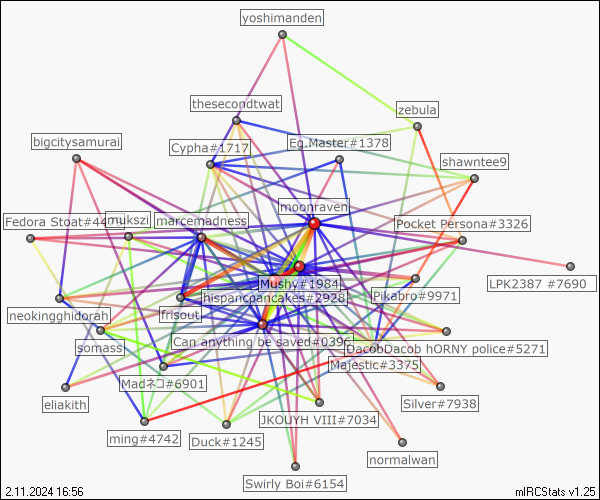 yoshimanden
thesecondtwat
zebula
bigcitysamurai
Cypha#1717
Eg.Master#1378
shawntee9
moonraven
Fedora Stoat#44
mukszi
marcemadness
Pocket Persona#3326
Mushy#1984
LPK2387 #7690
hispanicpancakes#2928
Pikabro#9971
neokingghidorah
frisout
somass
Can anything be saved#0396
DacobDacob hORNY police#5271
Majestic#3375
Madネコ#6901
eliakith
Silver#7938
JKOUYH VIII#7034
ming#4742
Duck#1245
normalwan
Swirly Boi#6154
2.11.2024 16:56
mIRCStats v1.25